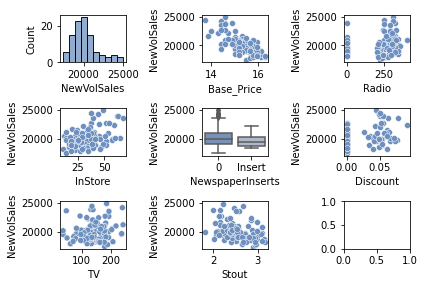 Count
0
10
20
20000
25000
NewVolSales
NewVolSales
20000
25000
14
16
Base_Price
NewVolSales
20000
25000
0
250
Radio
NewVolSales
20000
25000
25
50
InStore
NewVolSales
20000
25000
0
Insert
NewspaperInserts
NewVolSales
20000
25000
0.00
0.05
Discount
NewVolSales
20000
25000
100
200
TV
NewVolSales
20000
25000
2
3
Stout
0.0
0.5
1.0
0.0
0.5
1.0